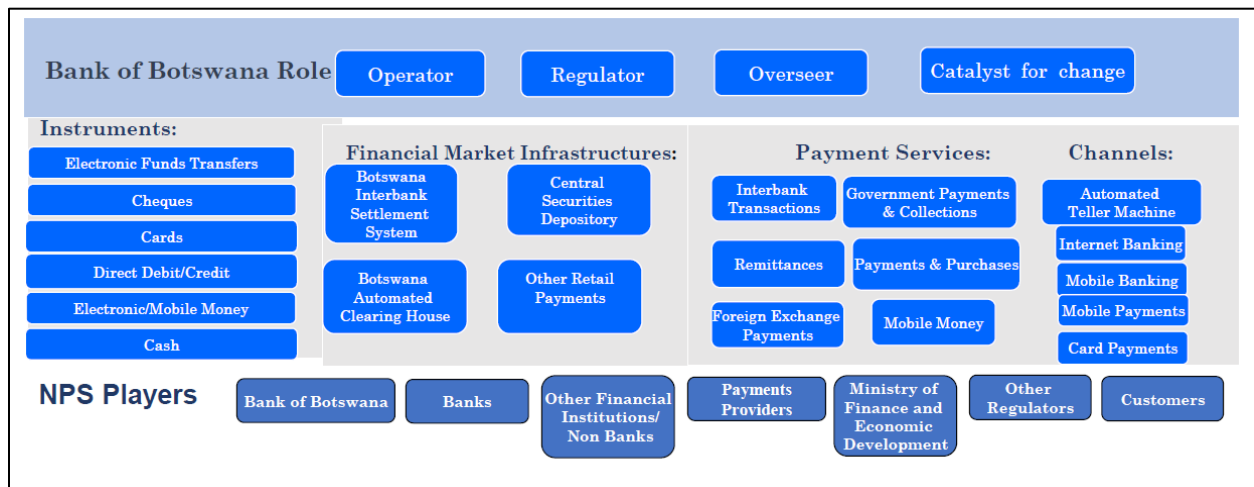 Bank of Botswana Role
Operator
Regulator
Overseer
Catalyst for change
Instruments:
Electronic Funds Transfers
Cheques
Cards
Direct Debit/Credit
Electronic/Mobile Money
Cash
Financial Market Infrastructures:
Botswana
Interbank
Settlement
System
Central
Securities
Depository
Botswana
Automated
Clearing House
Other Retail
Payments
Payment Services:
Interbank
Transactions
Government Payments
& Collections
Remittances
Payments & Purchases
Foreign Exchange
Payments
Mobile Money
Channels:
Automated
Teller Machine
Internet Banking
Mobile Banking
Mobile Payments
Card Payments
NPS Players
Bank of Botswana
Banks
Other Financial
Institutions/
Non Banks
Payments
Providers
Ministry of
Finance and
Economic
Development
Other
Regulators
Customers